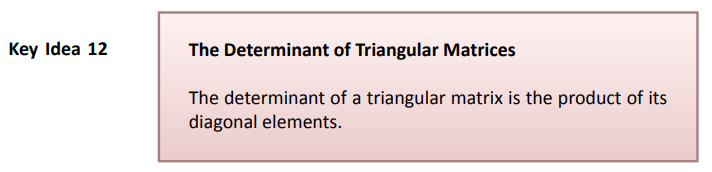 Key Idea 12
The Determinant of Triangular Matrices
The determinant of a triangular matrix is the product of its
diagonal elements.